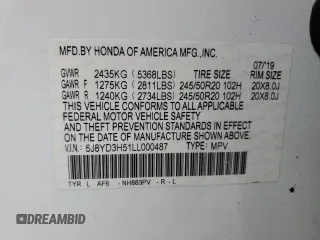 MFD.BY HONDA OF AMERICA MFG.,INC.
07/19
GVWR 2435KG ( 5368LBS) TIRE SIZE RIM SIZE
GAWR F 1275KG ( 2811LBS) 245/50R20 102H 20X8.0J
GAWR R 1240KG ( 2734LBS) 245/50R20 102H 20X8.0J
THIS VEHICLE CONFORMS TO ALL APPLICABLE
FEDERAL MOTOR VEHICLE SAFETY
AND THEFT PREVENTION STANDARDS IN EFFECT
ON THE DATE OF MANUFACTURE SHOWN ABOVE.
V.I.N.: 5J8YD3H51LL000487 TYPE: MPV
TYR L AFB - NH883PV - R - L